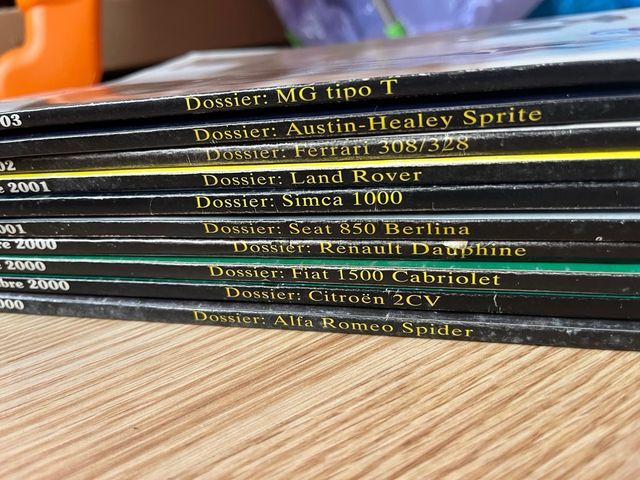 03 Dossier: MG tipo T
Dossier: Austin-Healey Sprite
02 Dossier: Ferrari 308/328
e 2001 Dossier: Land Rover
Dossier: Simca 1000
001 Dossier: Seat 850 Berlina
re 2000 Dossier: Renault Dauphine
e 2000 Dossier: Fiat 1500 Cabriolet
bre 2000 Dossier: Citroën 2CV
000 Dossier: Alfa Romeo Spider